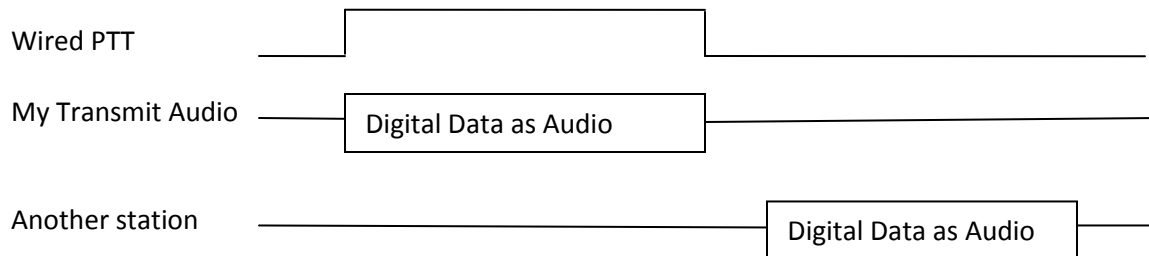 Wired PTT
My Transmit Audio
Digital Data as Audio
Another station
Digital Data as Audio